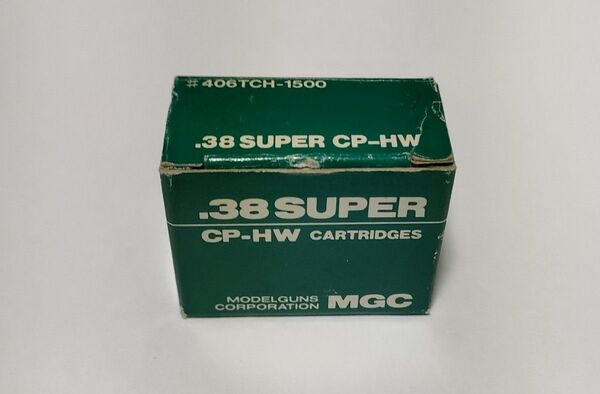 #406TCH-1500
.38 SUPER CP-HW
.38 SUPER
CP-HW CARTRIDGES
MODELGUNS
CORPORATION MGC